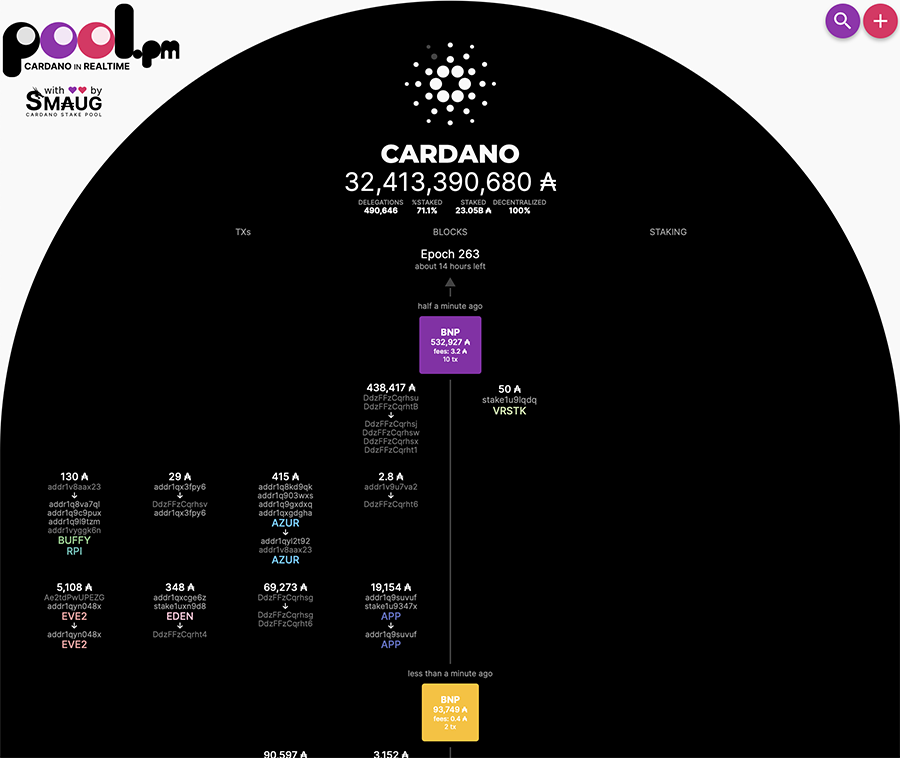 pool.pm
CARDANO IN REALTIME
with by
SMAUG
CARDANO STAKE POOL
CARDANO
32,413,390,680 ₳
DELEGATIONS %STAKED STAKED DECENTRALIZED
490,646 71.1% 23.05B ₳ 100%
TXs BLOCKS STAKING
Epoch 263
about 14 hours left
half a minute ago
BNP
532,927 ₳
fees: 3.2 ₳
10 tx
438,417 ₳
DdzFFzCqrhsu
DdzFFzCqrhtB
DdzFFzCqrhsj
DdzFFzCqrhsw
DdzFFzCqrhsx
DdzFFzCqrht1
50 ₳
stake1u9lqdq
VRSTK
130 ₳
addr1v8aax23
addr1q8va7ql
addr1q9c9pux
addr1q9l9tzm
addr1vyggk6n
BUFFY
RPI
29 ₳
addr1qx3fpy6
DdzFFzCqrhsv
addr1qx3fpy6
415 ₳
addr1q8kd9qk
addr1q903wxs
addr1q9gxdxq
addr1qxgdgha
AZUR
addr1qyl2t92
addr1v8aax23
AZUR
2.8 ₳
addr1v9u7va2
DdzFFzCqrht6
5,108 ₳
Ae2tdPwUPEZG
addr1qyn048x
EVE2
addr1qyn048x
EVE2
348 ₳
addr1qxcge6z
stake1uxn9d8
EDEN
DdzFFzCqrht4
69,273 ₳
DdzFFzCqrhsg
DdzFFzCqrhsg
DdzFFzCqrht6
19,154 ₳
addr1q9suvuf
stake1u9347x
APP
addr1q9suvuf
APP
less than a minute ago
BNP
93,749 ₳
fees: 0.4 ₳
2 tx
90,597 ₳ 3,152 ₳